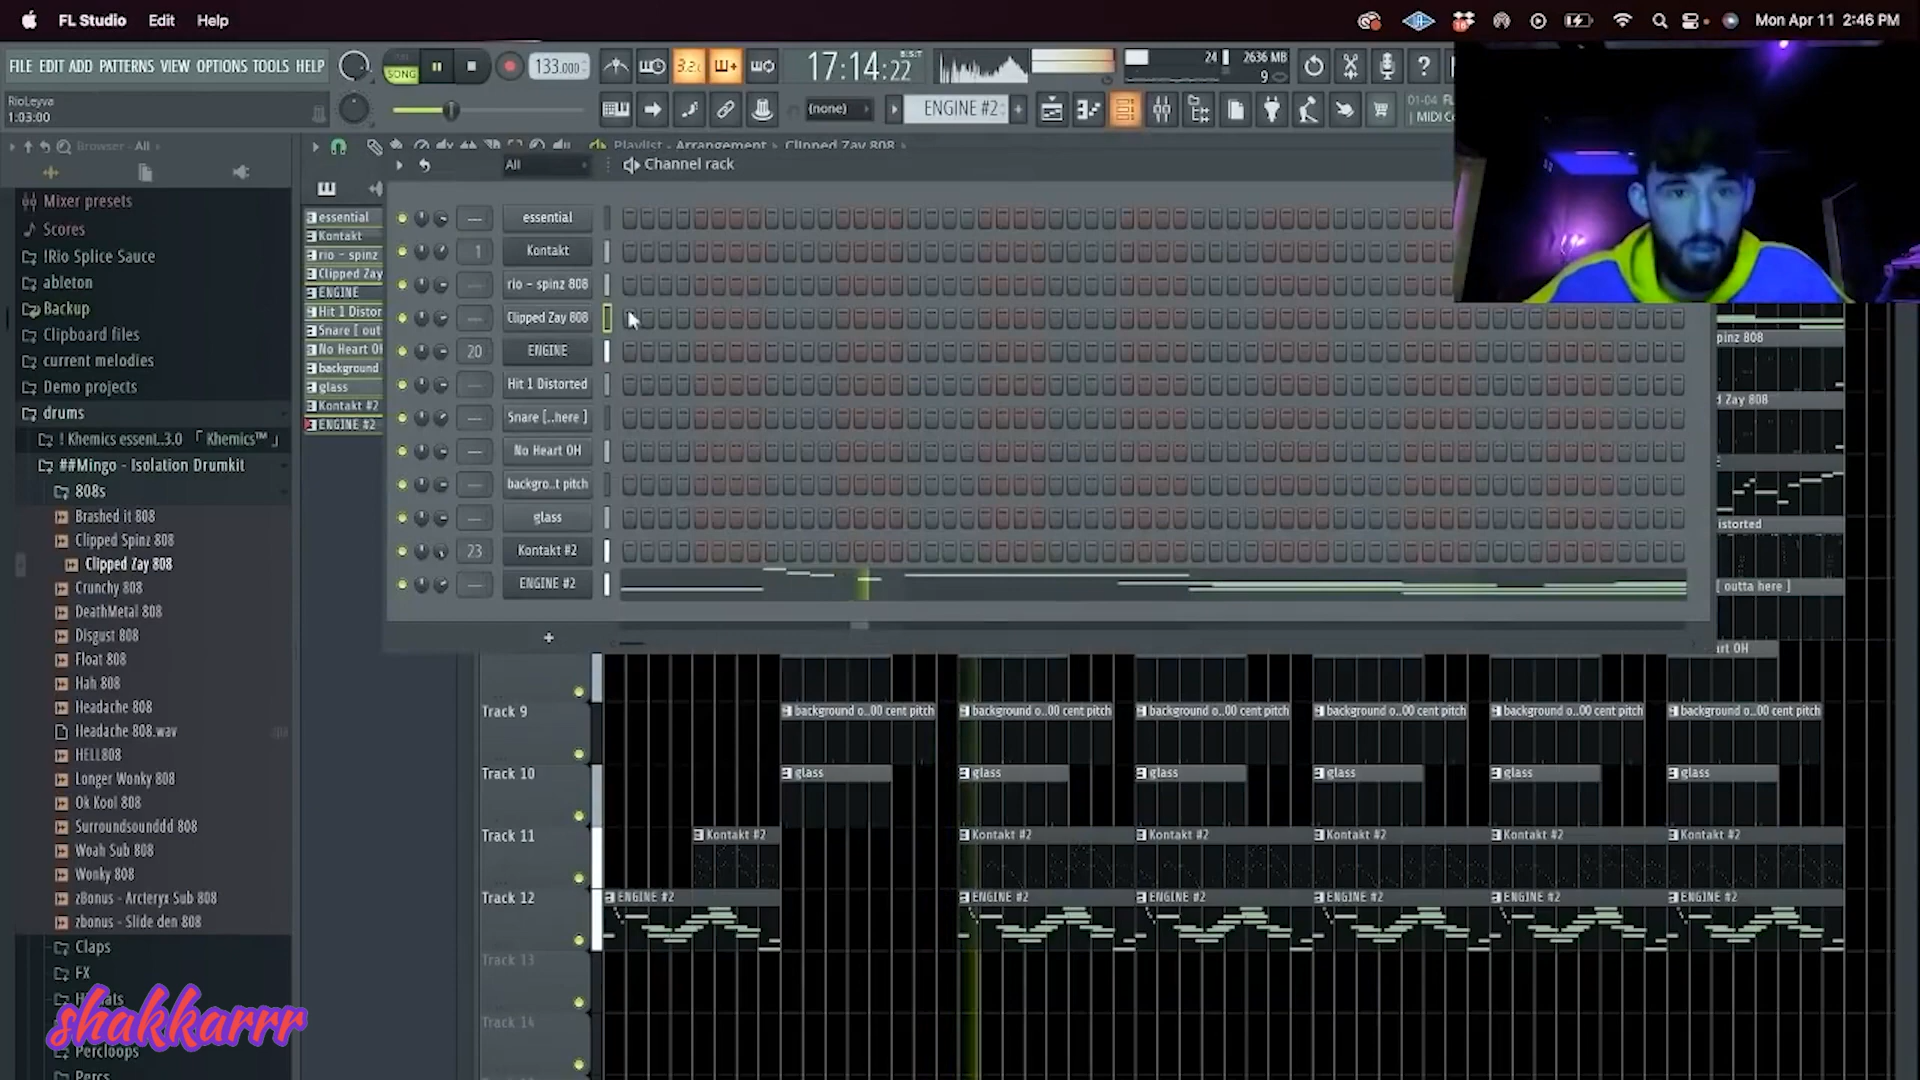 FL Studio Edit Help
Mon Apr 11 2:46 PM
FILE EDIT ADD PATTERNS VIEW OPTIONS TOOLS HELP
SONG
133.000
3.2.
17:14:22
B:S:T
24
2636 MB
9
RioLeyva
1:03:00
(none)
ENGINE #2
01-04 FL
MIDI Co
Browser - All
Playlist - Arrangement › Clipped Zay 808
All
Channel rack
Mixer presets
Scores
!Rio Splice Sauce
ableton
Backup
Clipboard files
current melodies
Demo projects
drums
! Khemics essent..3.0 「 Khemics™ 」
##Mingo - Isolation Drumkit
808s
Brashed it 808
Clipped Spinz 808
Clipped Zay 808
Crunchy 808
DeathMetal 808
Disgust 808
Float 808
Hah 808
Headache 808
Headache 808.wav
HELL808
Longer Wonky 808
Ok Kool 808
Surroundsounddd 808
Woah Sub 808
Wonky 808
zBonus - Arcteryx Sub 808
zbonus - Slide den 808
Claps
FX
Percloops
Percs
shakkarrr
essential
Kontakt
rio - spinz
Clipped Zay
ENGINE
Hit 1 Distor
Snare [ out
No Heart OH
background
glass
Kontakt #2
ENGINE #2
essential
1 Kontakt
rio - spinz 808
Clipped Zay 808
20 ENGINE
Hit 1 Distorted
Snare [..here ]
No Heart OH
backgro..t pitch
glass
23 Kontakt #2
ENGINE #2
+
pinz 808
d Zay 808
istorted
[ outta here ]
art OH
Track 9
background o..00 cent pitch
background o..00 cent pitch
background o..00 cent pitch
background o..00 cent pitch
background o..00 cent pitch
background o..00 cent pitch
Track 10
glass
glass
glass
glass
glass
glass
Track 11
Kontakt #2
Kontakt #2
Kontakt #2
Kontakt #2
Kontakt #2
Kontakt #2
Track 12
ENGINE #2
ENGINE #2
ENGINE #2
ENGINE #2
ENGINE #2
ENGINE #2
Track 13
Track 14